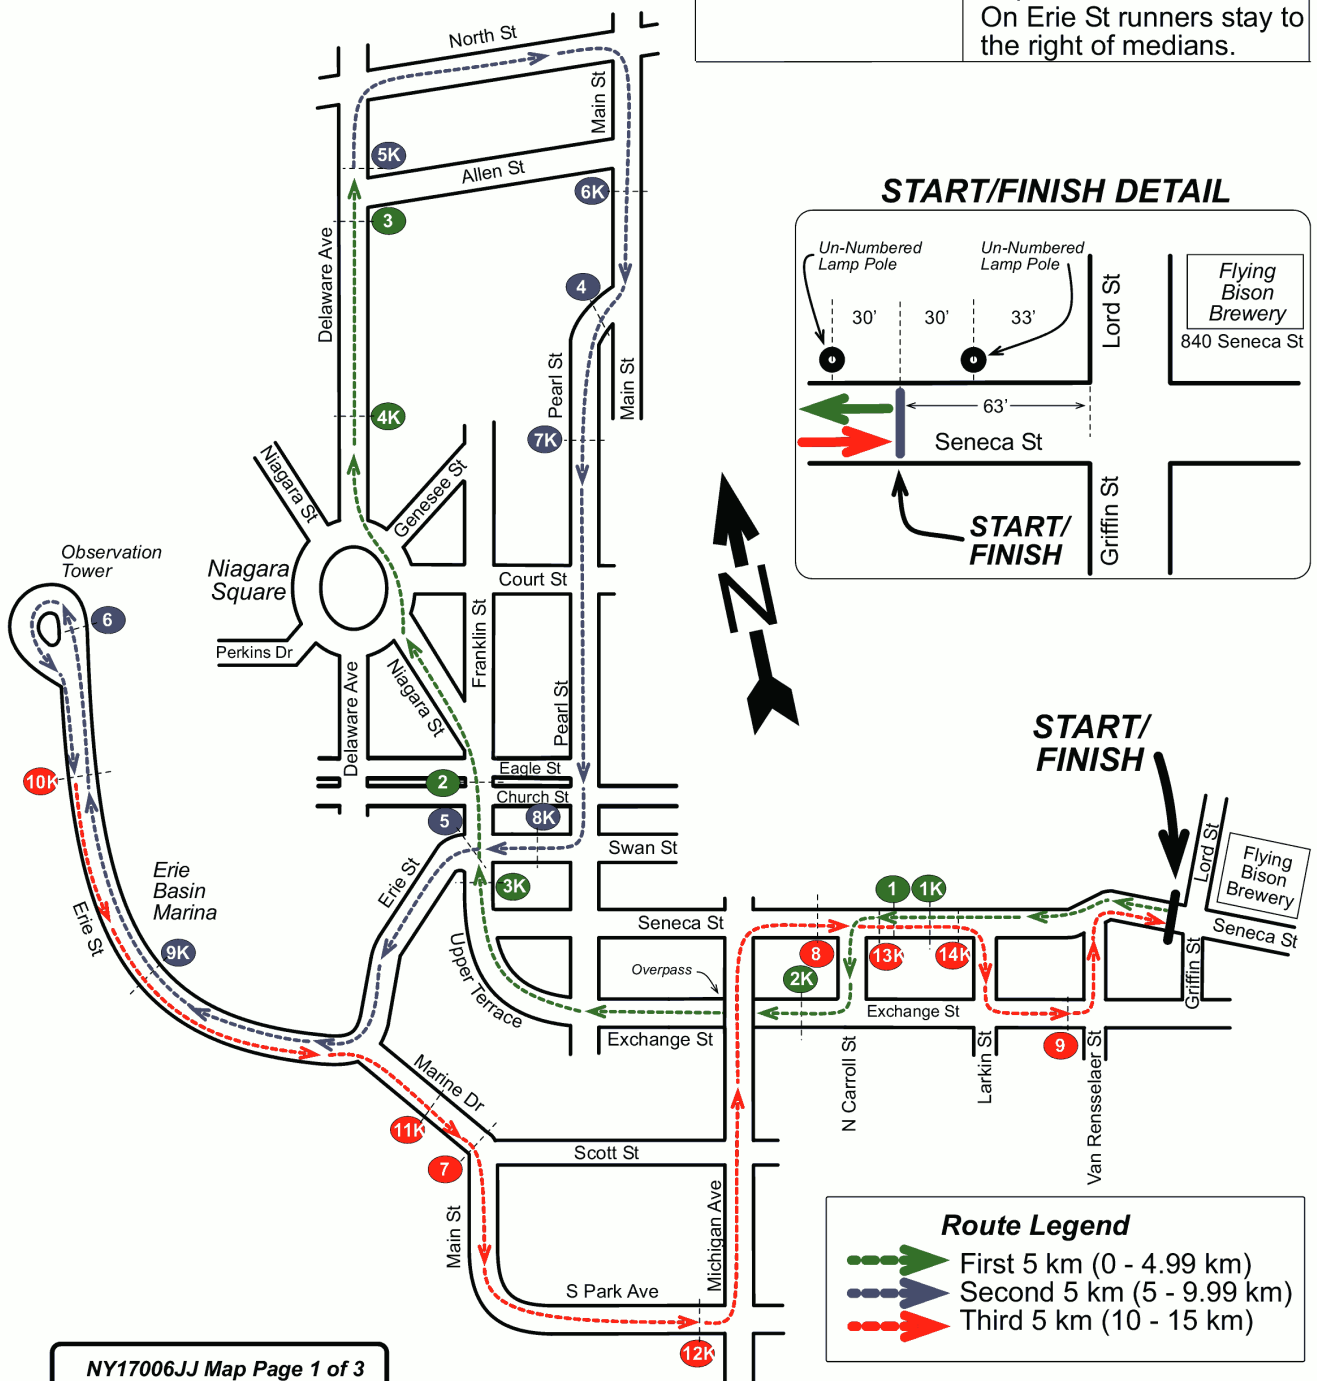 On Erie St runners stay to
the right of medians.
North St
Main St
5K
Allen St
6K
3
Delaware Ave
4
4K
Pearl St
Main St
7K
START/FINISH DETAIL
Un-Numbered
Lamp Pole
Un-Numbered
Lamp Pole
30'
30'
33'
Lord St
Flying
Bison
Brewery
840 Seneca St
63'
Seneca St
START/
FINISH
Griffin St
Niagara St
Genesee St
Observation
Tower
Niagara
Square
Court St
6
Perkins Dr
Franklin St
Niagara St
Delaware Ave
Pearl St
N
START/
FINISH
10K
2
Eagle St
Church St
5
8K
Swan St
Erie St
3K
Erie
Basin
Marina
Erie St
9K
Upper Terrace
Seneca St
Overpass
Exchange St
8
2K
1
1K
13K
14K
Exchange St
Lord St
Flying
Bison
Brewery
Seneca St
Griffin St
9
N Carroll St
Larkin St
Van Rensselaer St
Marine Dr
11K
7
Scott St
Main St
Michigan Ave
S Park Ave
12K
Route Legend
First 5 km (0 - 4.99 km)
Second 5 km (5 - 9.99 km)
Third 5 km (10 - 15 km)
NY17006JJ Map Page 1 of 3